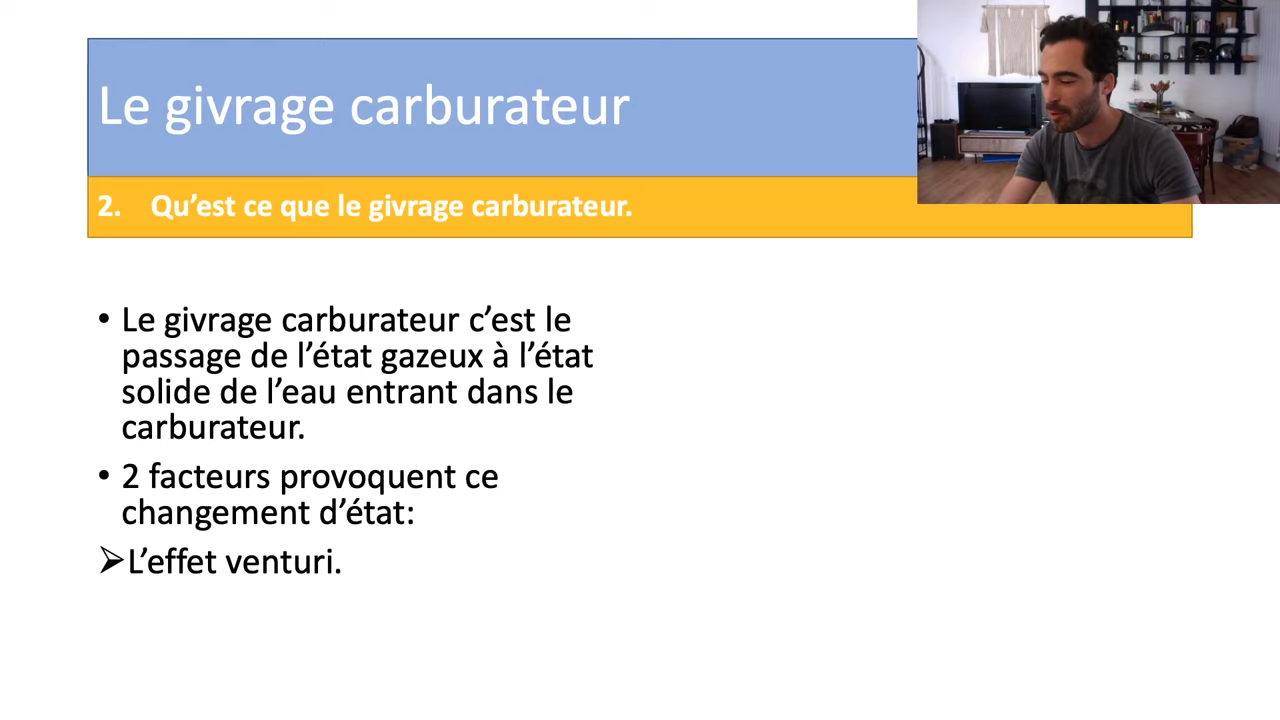 Le givrage carburateur
2. Qu’est ce que le givrage carburateur.
• Le givrage carburateur c’est le
passage de l’état gazeux à l’état
solide de l’eau entrant dans le
carburateur.
• 2 facteurs provoquent ce
changement d’état:
➢L’effet venturi.